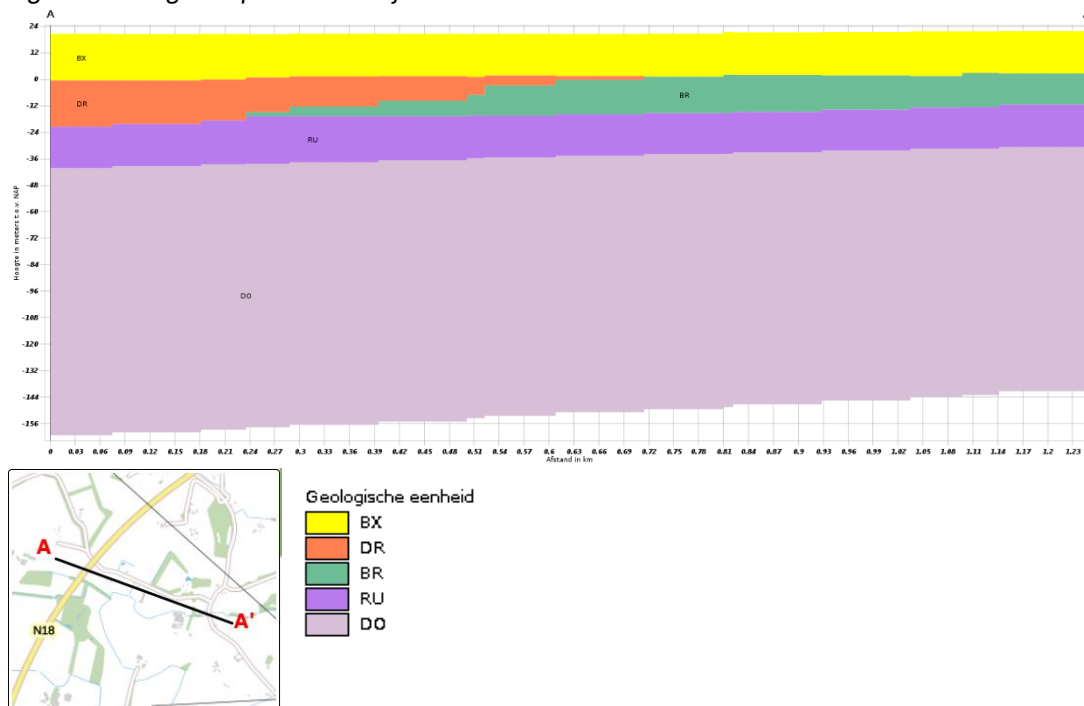 A
24
12
0
-12
-24
-36
-48
-60
-72
-84
-96
-108
-120
-132
-144
-156
Hoogte in meters t.o.v. NAP
BX
DR
BR
RU
DO
0 0.03 0.06 0.09 0.12 0.15 0.18 0.21 0.24 0.27 0.3 0.33 0.36 0.39 0.42 0.45 0.48 0.51 0.54 0.57 0.6 0.63 0.66 0.69 0.72 0.75 0.78 0.81 0.84 0.87 0.9 0.93 0.96 0.99 1.02 1.05 1.08 1.11 1.14 1.17 1.2 1.23
Afstand in km
A
A'
N18
Geologische eenheid
BX
DR
BR
RU
DO